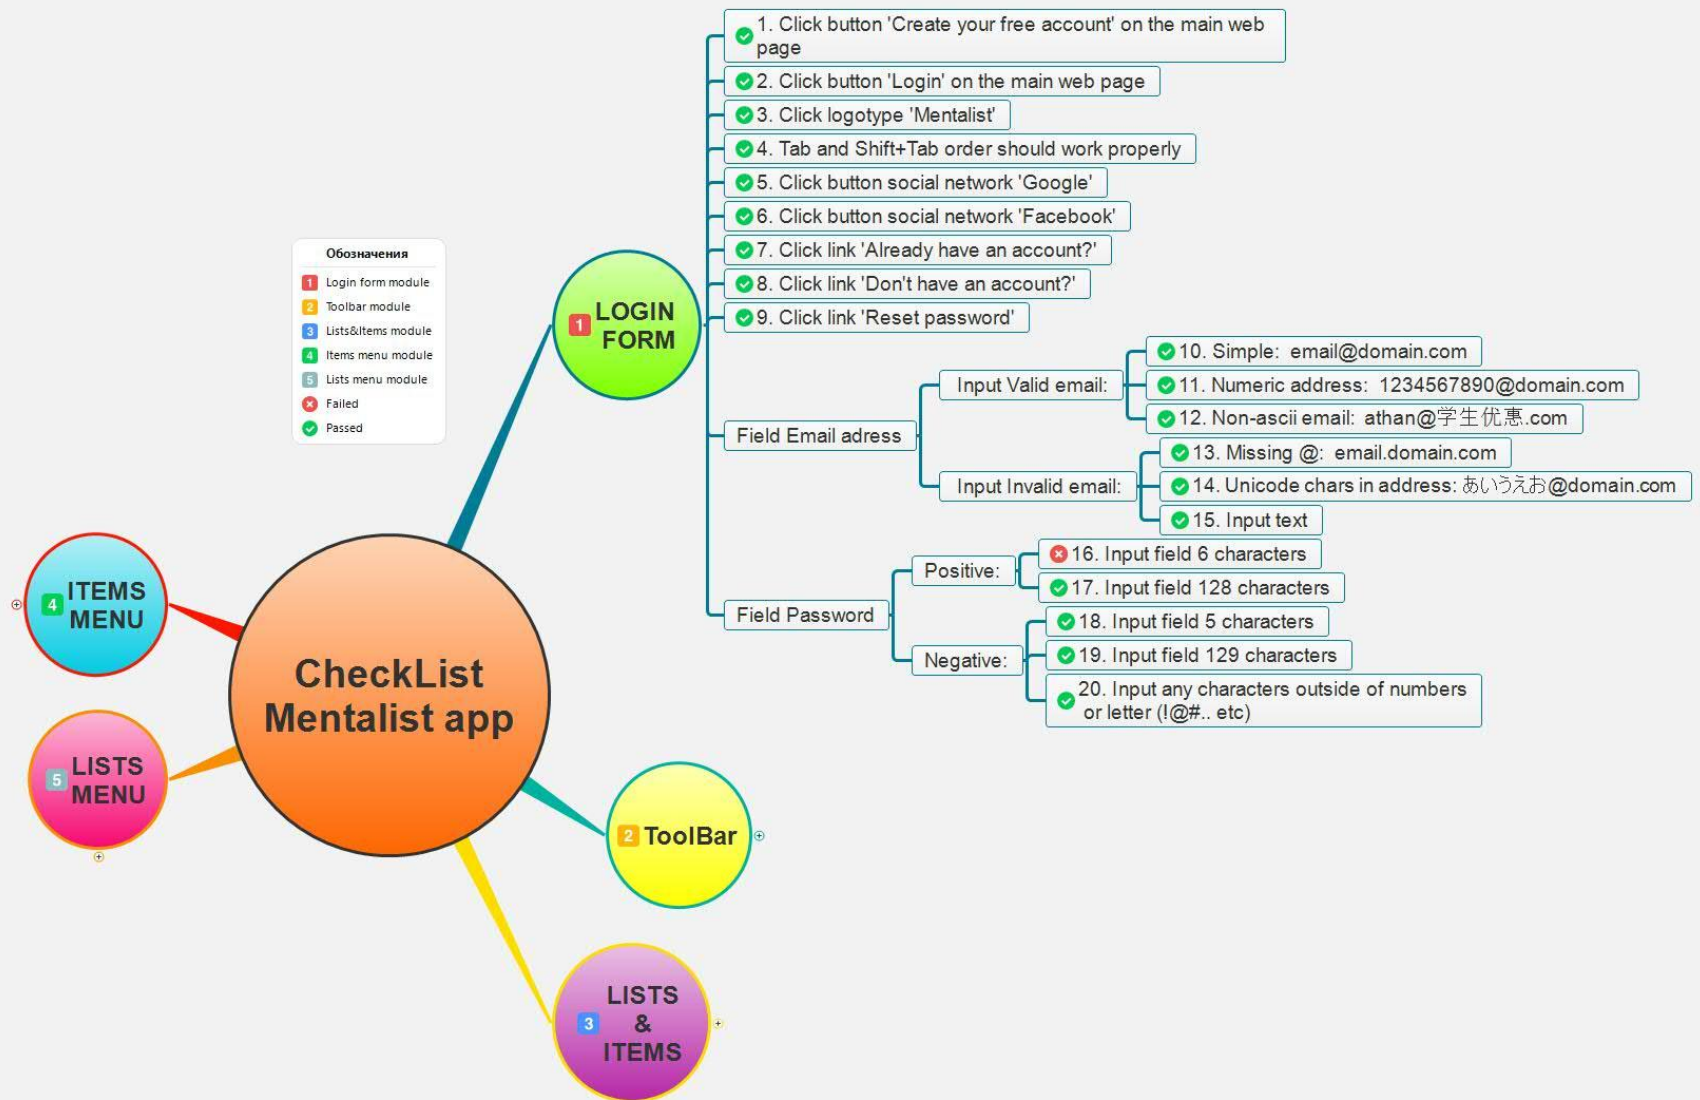 1. Click button 'Create your free account' on the main web
page
2. Click button 'Login' on the main web page
3. Click logotype 'Mentalist'
4. Tab and Shift+Tab order should work properly
5. Click button social network 'Google'
6. Click button social network 'Facebook'
7. Click link 'Already have an account?'
8. Click link 'Don't have an account?'
9. Click link 'Reset password'
Обозначения
1 Login form module
2 Toolbar module
3 Lists&Items module
4 Items menu module
5 Lists menu module
Failed
Passed
1 LOGIN
FORM
Field Email adress
Input Valid email:
10. Simple: email@domain.com
11. Numeric address: 1234567890@domain.com
12. Non-ascii email: athan@学生优惠.com
Input Invalid email:
13. Missing @: email.domain.com
14. Unicode chars in address: あいうえお@domain.com
15. Input text
Field Password
Positive:
16. Input field 6 characters
17. Input field 128 characters
Negative:
18. Input field 5 characters
19. Input field 129 characters
20. Input any characters outside of numbers
or letter (!@#.. etc)
4 ITEMS
MENU
CheckList
Mentalist app
5 LISTS
MENU
2 ToolBar
3 LISTS
&
ITEMS